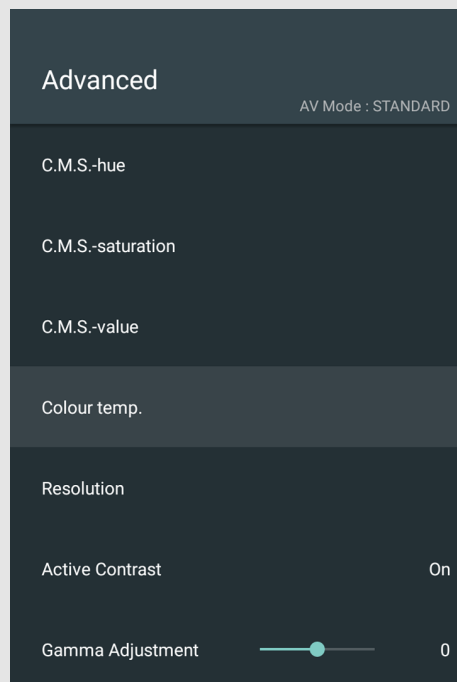 Advanced
AV Mode : STANDARD
C.M.S.-hue
C.M.S.-saturation
C.M.S.-value
Colour temp.
Resolution
Active Contrast On
Gamma Adjustment 0